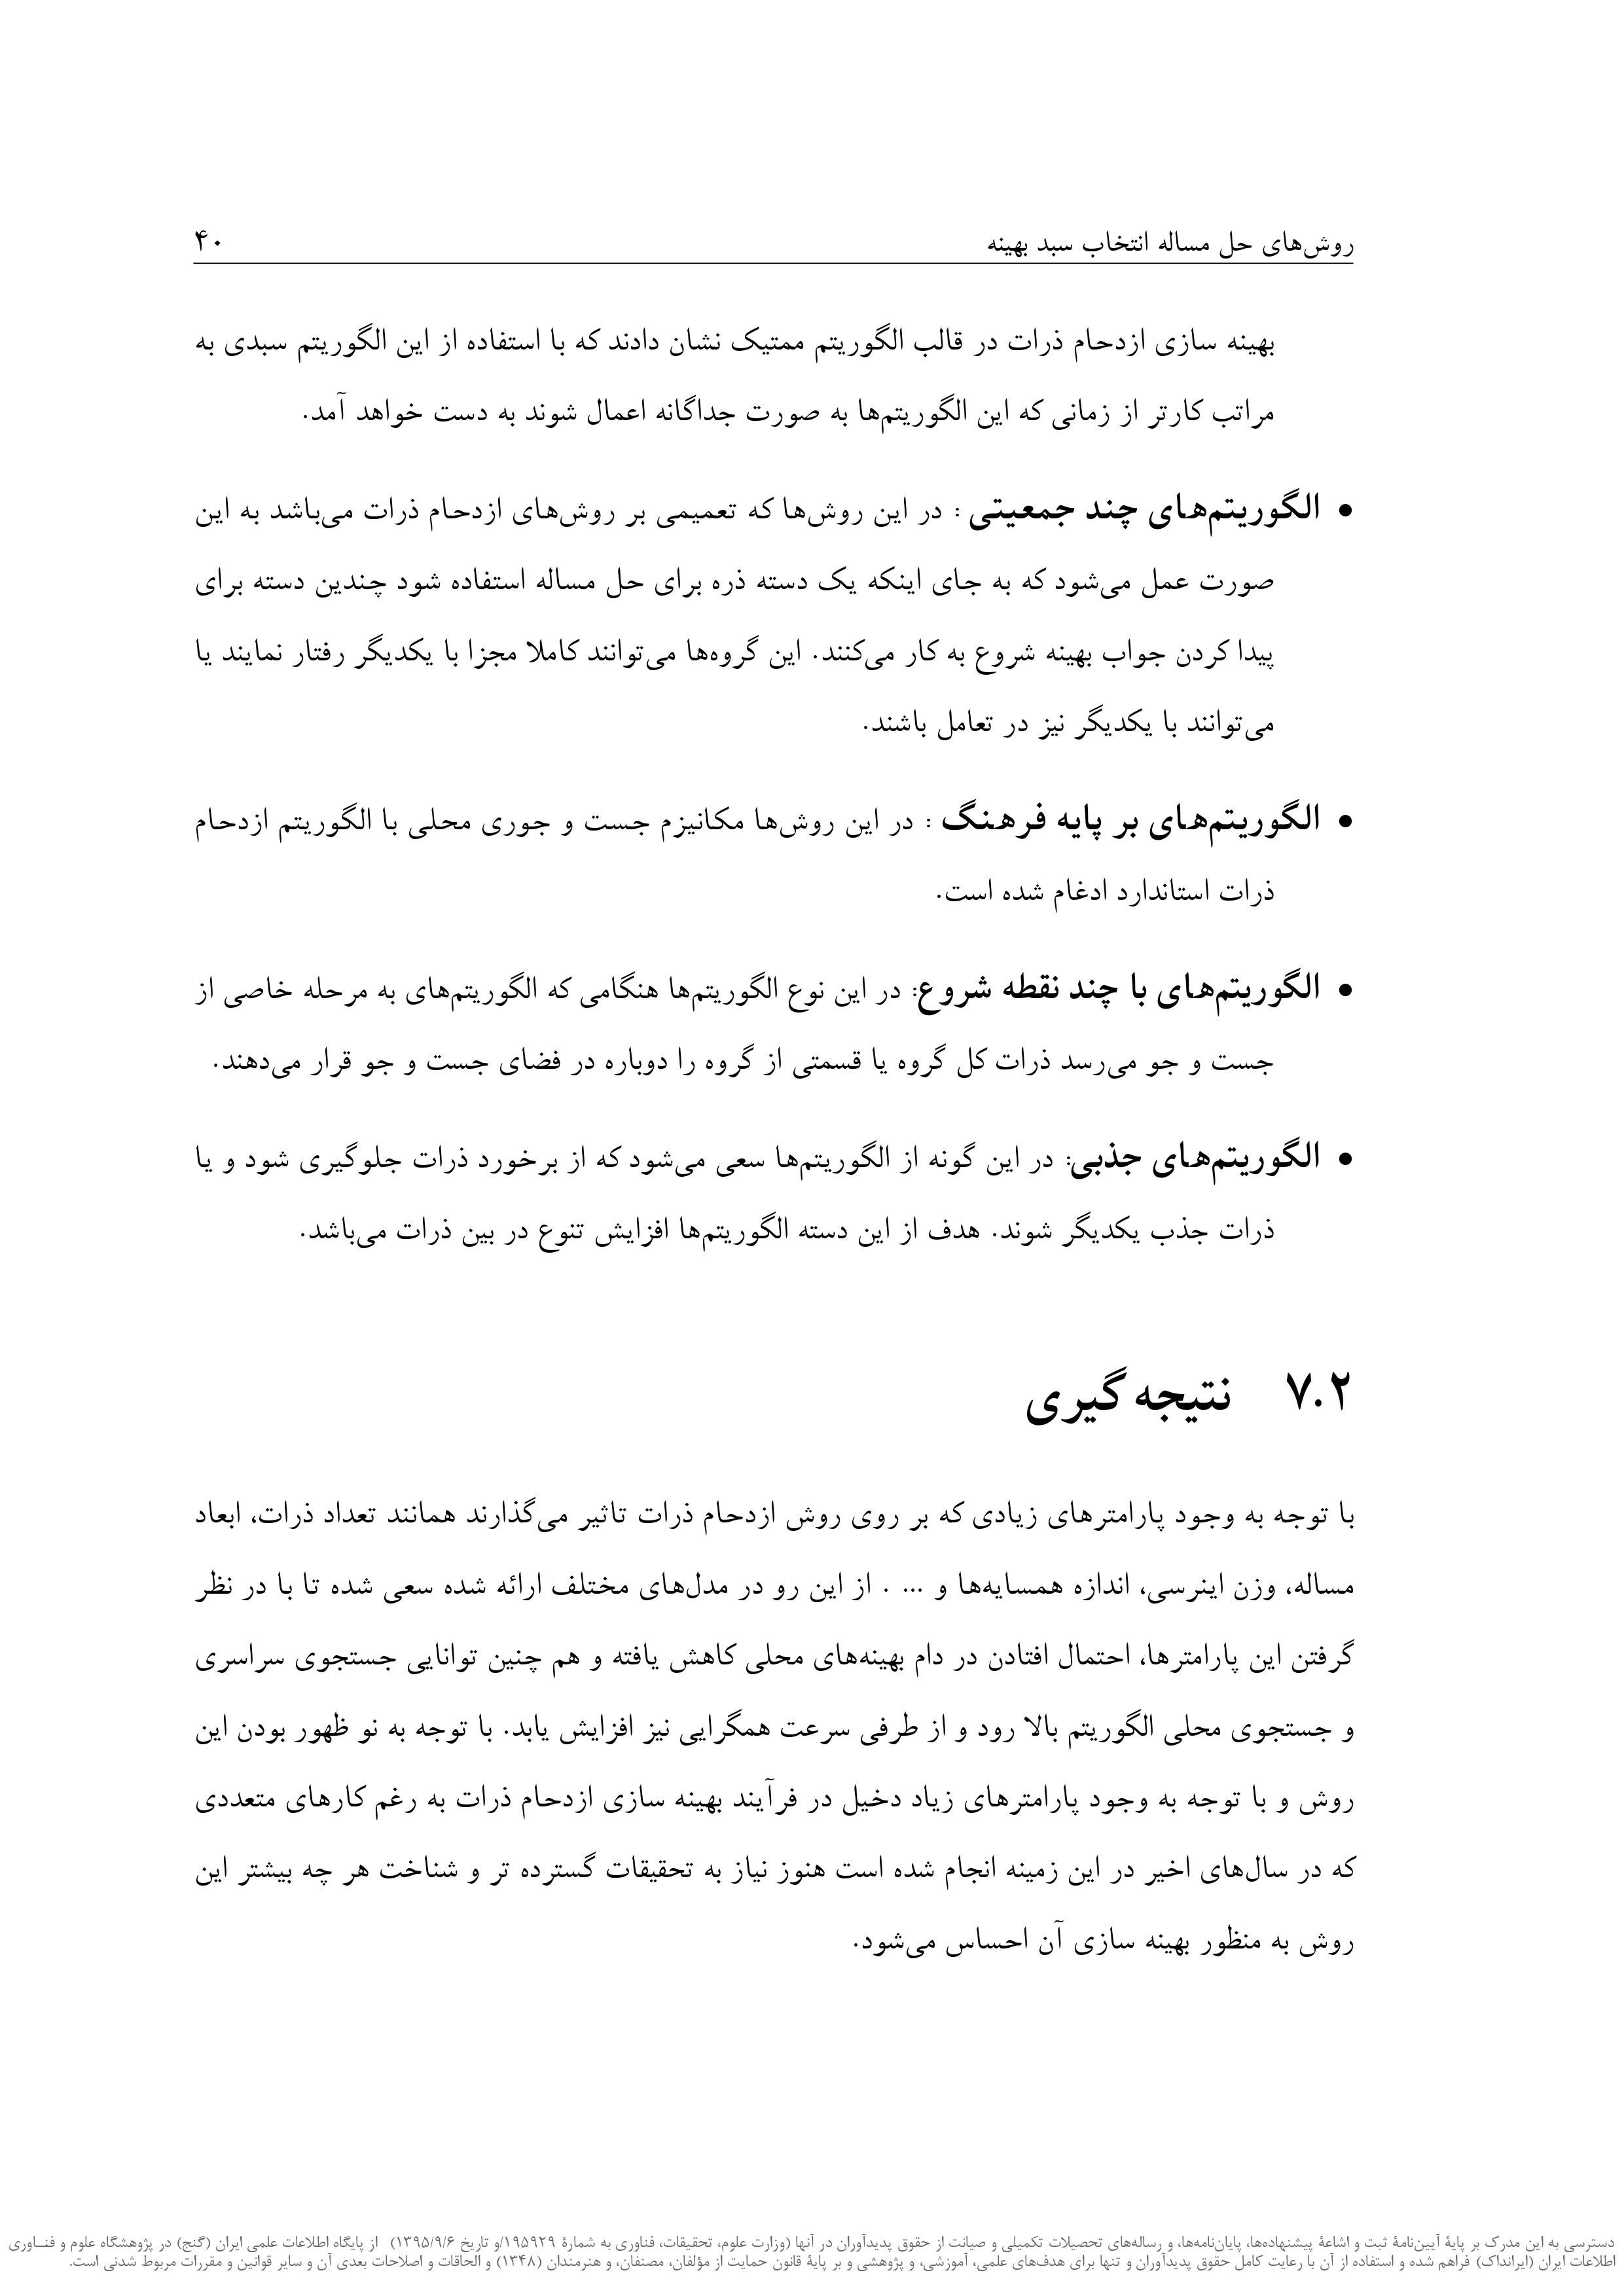 روش‌های حل مساله انتخاب سبد بهینه ۴۰
بهینه سازی ازدحام ذرات در قالب الگوریتم ممتیک نشان دادند که با استفاده از این الگوریتم سبدی به
مراتب کارتر از زمانی که این الگوریتم‌ها به صورت جداگانه اعمال شوند به دست خواهد آمد.
• الگوریتم‌های چند جمعیتی : در این روش‌ها که تعمیمی بر روش‌های ازدحام ذرات می‌باشد به این
صورت عمل می‌شود که به جای اینکه یک دسته ذره برای حل مساله استفاده شود چندین دسته برای
پیدا کردن جواب بهینه شروع به کار می‌کنند. این گروه‌ها می‌توانند کاملا مجزا با یکدیگر رفتار نمایند یا
می‌توانند با یکدیگر نیز در تعامل باشند.
• الگوریتم‌های بر پایه فرهنگ : در این روش‌ها مکانیزم جست و جوری محلی با الگوریتم ازدحام
ذرات استاندارد ادغام شده است.
• الگوریتم‌های با چند نقطه شروع: در این نوع الگوریتم‌ها هنگامی که الگوریتم‌های به مرحله خاصی از
جست و جو می‌رسد ذرات کل گروه یا قسمتی از گروه را دوباره در فضای جست و جو قرار می‌دهند.
• الگوریتم‌های جذبی: در این گونه از الگوریتم‌ها سعی می‌شود که از برخورد ذرات جلوگیری شود و یا
ذرات جذب یکدیگر شوند. هدف از این دسته الگوریتم‌ها افزایش تنوع در بین ذرات می‌باشد.
۷.۲ نتیجه گیری
با توجه به وجود پارامترهای زیادی که بر روی روش ازدحام ذرات تاثیر می‌گذارند همانند تعداد ذرات، ابعاد
مساله، وزن اینرسی، اندازه همسایه‌ها و ... . از این رو در مدل‌های مختلف ارائه شده سعی شده تا با در نظر
گرفتن این پارامترها، احتمال افتادن در دام بهینه‌های محلی کاهش یافته و هم چنین توانایی جستجوی سراسری
و جستجوی محلی الگوریتم بالا رود و از طرفی سرعت همگرایی نیز افزایش یابد. با توجه به نو ظهور بودن این
روش و با توجه به وجود پارامترهای زیاد دخیل در فرآیند بهینه سازی ازدحام ذرات به رغم کارهای متعددی
که در سال‌های اخیر در این زمینه انجام شده است هنوز نیاز به تحقیقات گسترده تر و شناخت هر چه بیشتر این
روش به منظور بهینه سازی آن احساس می‌شود.
دسترسی به این مدرک بر پایهٔ آیین‌نامهٔ ثبت و اشاعهٔ پیشنهاده‌ها، پایان‌نامه‌ها، و رساله‌های تحصیلات تکمیلی و صیانت از حقوق پدیدآوران در آنها (وزارت علوم، تحقیقات، فناوری به شمارهٔ ۱۹۵۹۲۹/و تاریخ ۱۳۹۵/۹/۶) از پایگاه اطلاعات علمی ایران (گنج) در پژوهشگاه علوم و فنــاوری
اطلاعات ایران (ایرانداک) فراهم شده و استفاده از آن با رعایت کامل حقوق پدیدآوران و تنها برای هدف‌های علمی، آموزشی، و پژوهشی و بر پایهٔ قانون حمایت از مؤلفان، مصنفان، و هنرمندان (۱۳۴۸) و الحاقات و اصلاحات بعدی آن و سایر قوانین و مقررات مربوط شدنی است.